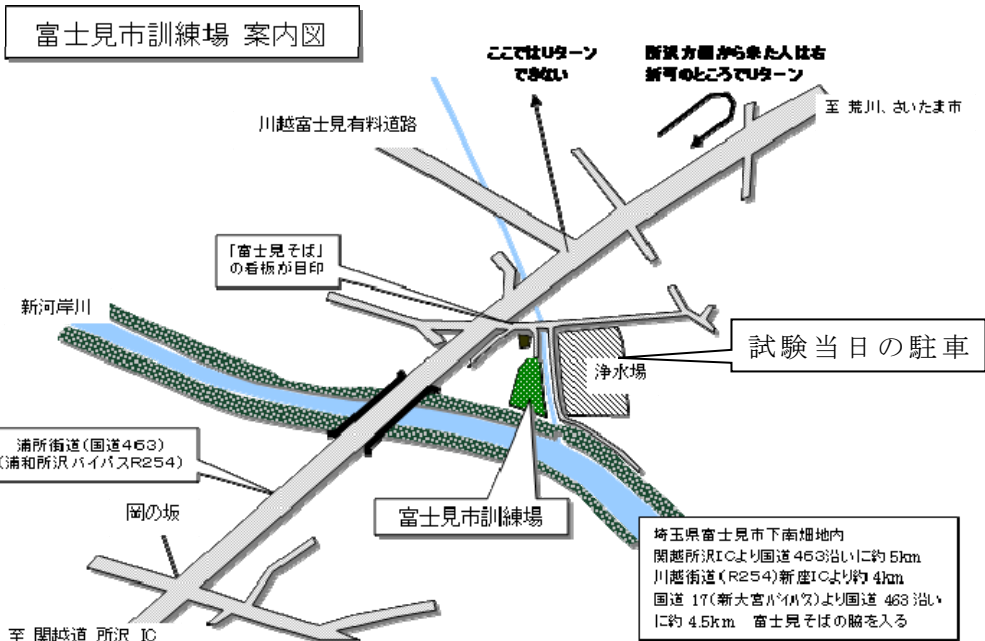 富士見市訓練場 案内図
ここではUターン
できない
所沢方面から来た人は右
折可のところでUターン
至 荒川、さいたま市
川越富士見有料道路
「富士見そば」
の看板が目印
新河岸川
試験当日の駐車
浄水場
浦所街道(国道463)
(浦和所沢バイパスR254)
岡の坂
富士見市訓練場
埼玉県富士見市下南畑地内
関越所沢ICより国道463沿いに約5km
川越街道(R254)新座ICより約4km
国道 17(新大宮バイパス)より国道 463 沿い
に約 4.5km 富士見そばの脇を入る
至 関越道 所沢 IC